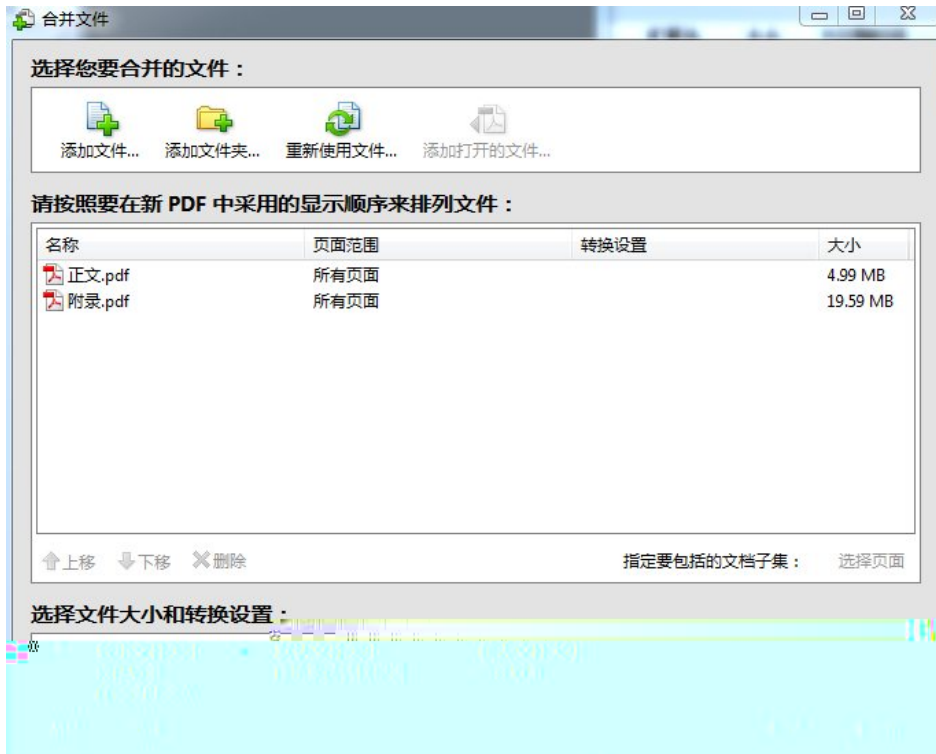 合并文件
选择您要合并的文件：
添加文件... 添加文件夹... 重新使用文件... 添加打开的文件...
请按照要在新 PDF 中采用的显示顺序来排列文件：
名称 页面范围 转换设置 大小
正文.pdf 所有页面 4.99 MB
附录.pdf 所有页面 19.59 MB
上移 下移 删除 指定要包括的文档子集： 选择页面
选择文件大小和转换设置：